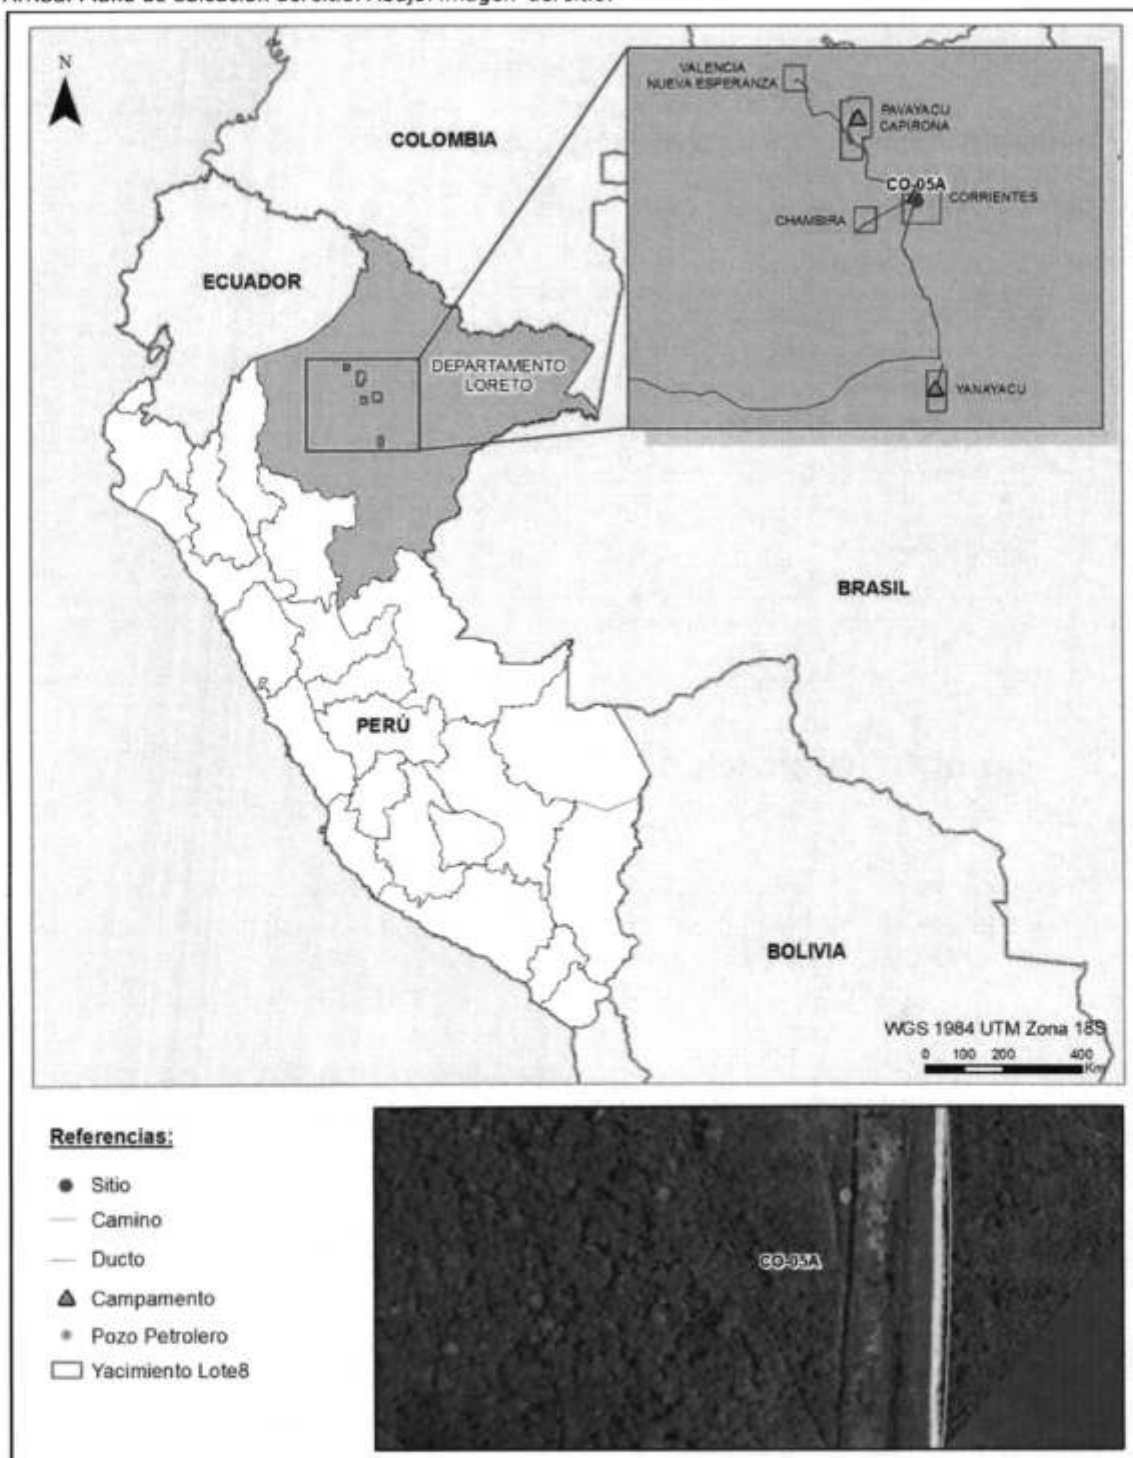 N
COLOMBIA
ECUADOR
DEPARTAMENTO
LORETO
VALENCIA
NUEVA ESPERANZA
PAVAYACU
CAPIRONA
CO-05A
CORRIENTES
CHAMBIRA
YANAYACU
BRASIL
PERÚ
BOLIVIA
WGS 1984 UTM Zona 18S
0 100 200 400
Km
Referencias:
Sitio
Camino
Ducto
Campamento
Pozo Petrolero
Yacimiento Lote8
CO-05A